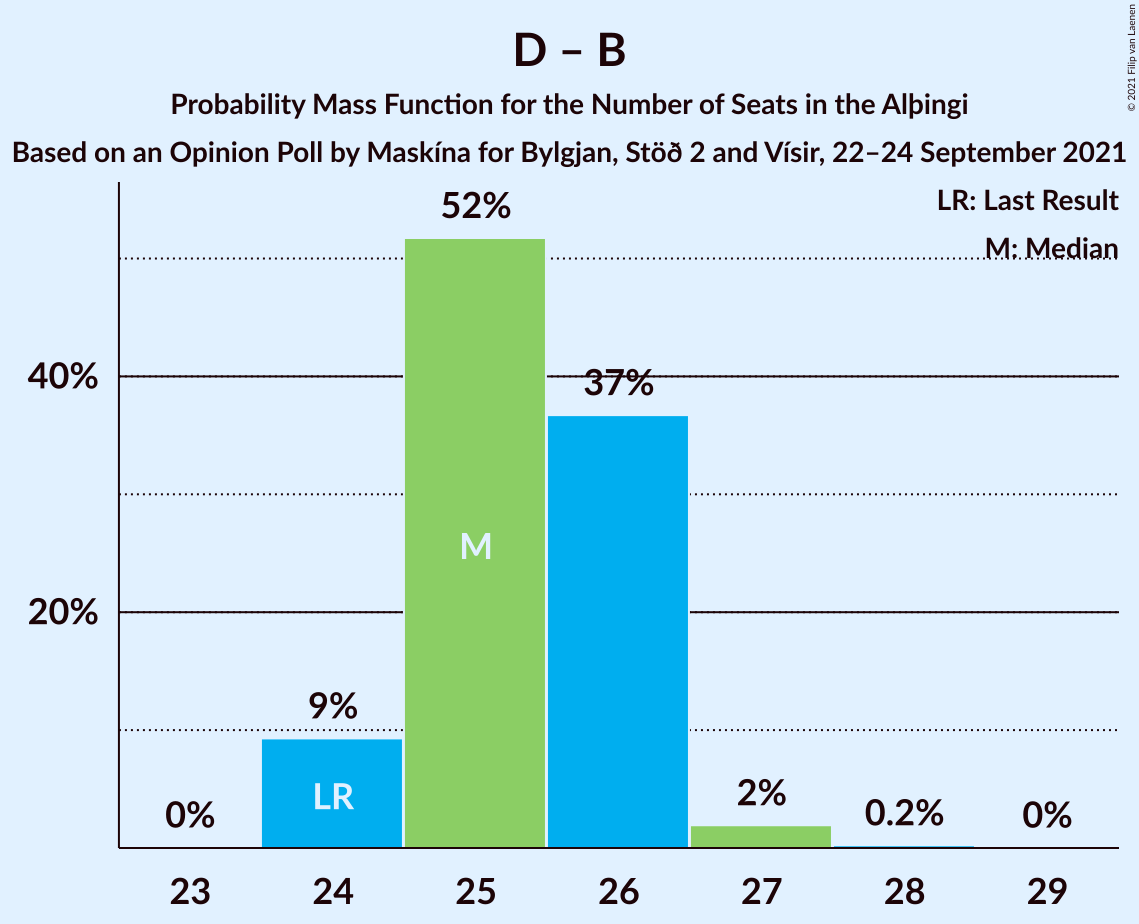 D – B
Probability Mass Function for the Number of Seats in the Alþingi
Based on an Opinion Poll by Maskína for Bylgjan, Stöð 2 and Vísir, 22–24 September 2021
© 2021 Filip van Laenen
LR: Last Result
M: Median
52%
40%
37%
M
20%
9%
LR
0%
2%
0.2%
0%
23 24 25 26 27 28 29